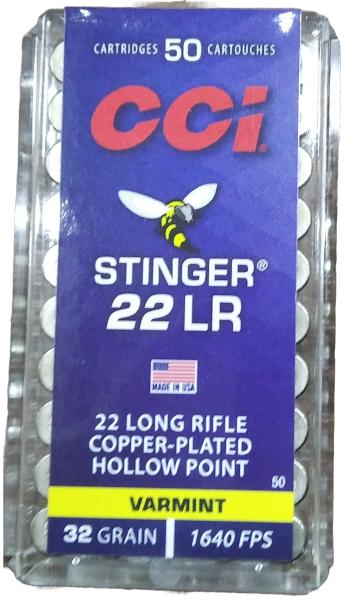 CARTRIDGES 50 CARTOUCHES
CCI®
STINGER®
22 LR
MADE IN USA
22 LONG RIFLE
COPPER-PLATED
HOLLOW POINT
50
VARMINT
32 GRAIN 1640 FPS